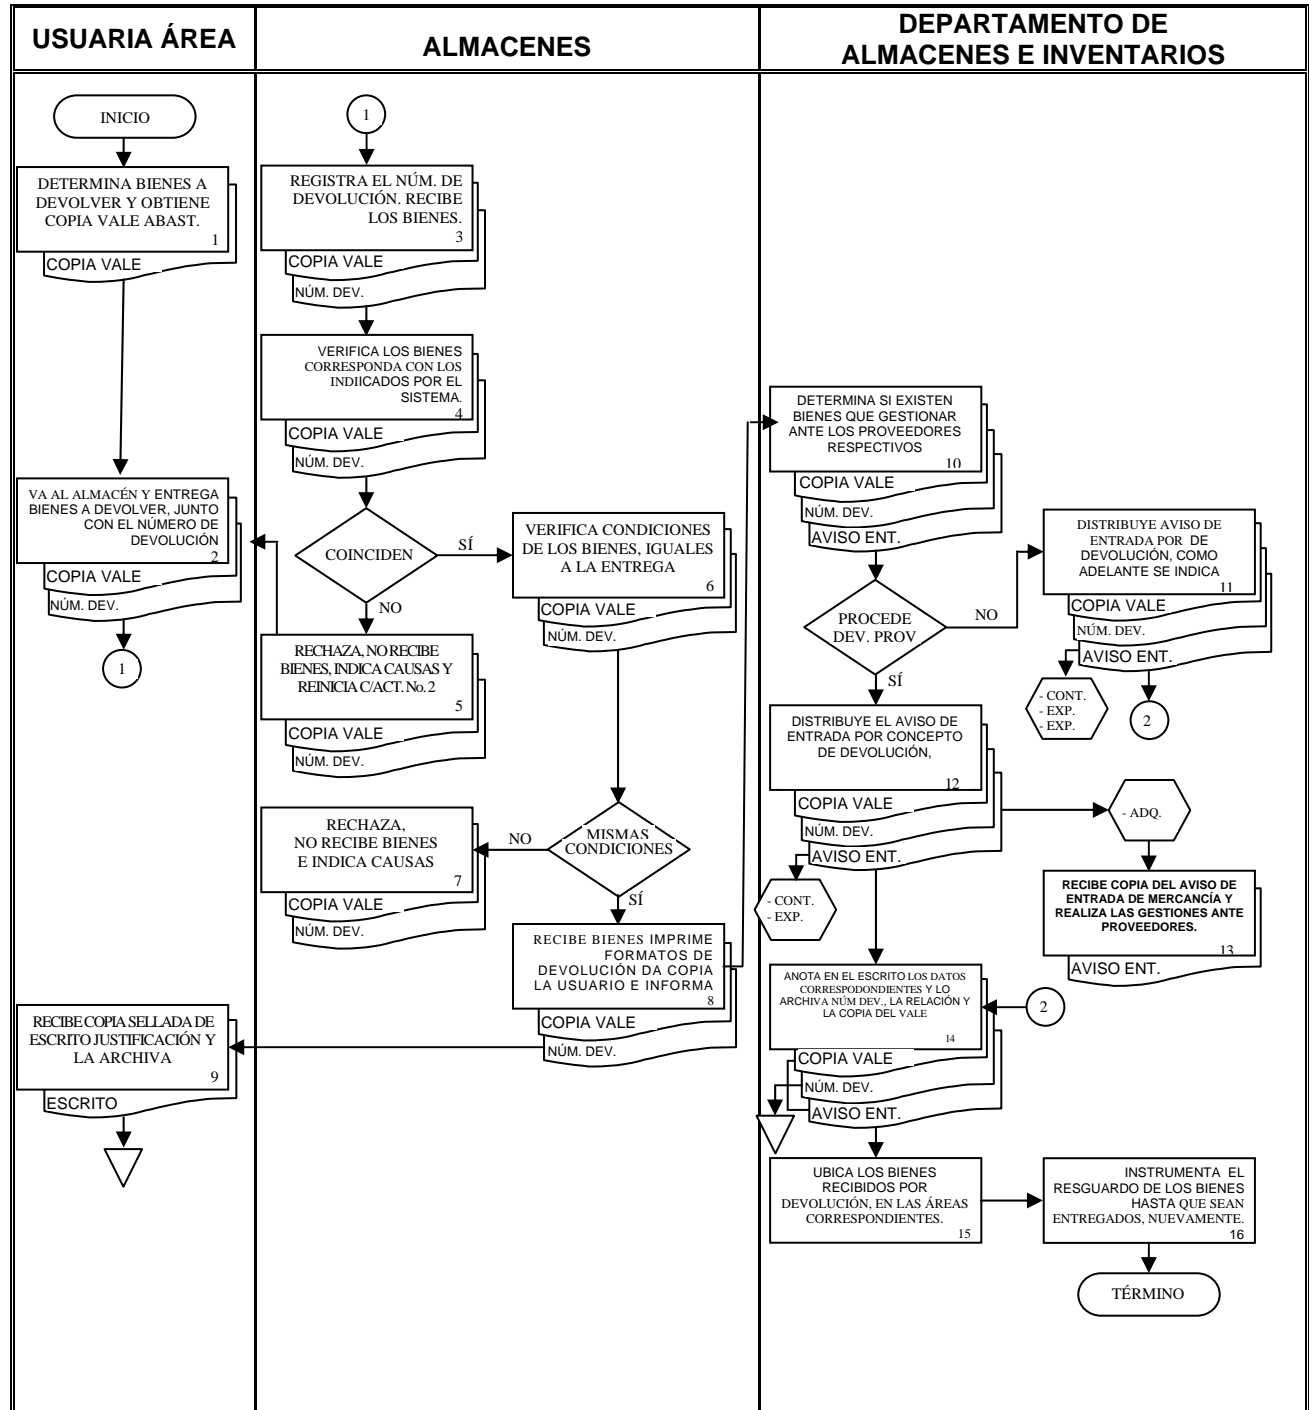 USUARIA ÁREA
ALMACENES
DEPARTAMENTO DE
ALMACENES E INVENTARIOS
INICIO
DETERMINA BIENES A
DEVOLVER Y OBTIENE
COPIA VALE ABAST.
1
COPIA VALE
VA AL ALMACÉN Y ENTREGA
BIENES A DEVOLVER, JUNTO
CON EL NÚMERO DE
DEVOLUCIÓN
2
COPIA VALE
NÚM. DEV.
1
RECIBE COPIA SELLADA DE
ESCRITO JUSTIFICACIÓN Y
LA ARCHIVA
9
ESCRITO
1
REGISTRA EL NÚM. DE
DEVOLUCIÓN. RECIBE
LOS BIENES.
3
COPIA VALE
NÚM. DEV.
VERIFICA LOS BIENES
CORRESPONDA CON LOS
INDIICADOS POR EL
SISTEMA.
4
COPIA VALE
NÚM. DEV.
COINCIDEN
SÍ
NO
RECHAZA, NO RECIBE
BIENES, INDICA CAUSAS Y
REINICIA C/ACT. No. 2
5
COPIA VALE
NÚM. DEV.
VERIFICA CONDICIONES
DE LOS BIENES, IGUALES
A LA ENTREGA
6
COPIA VALE
NÚM. DEV.
MISMAS
CONDICIONES
NO
SÍ
RECHAZA,
NO RECIBE BIENES
E INDICA CAUSAS
7
COPIA VALE
NÚM. DEV.
RECIBE BIENES IMPRIME
FORMATOS DE
DEVOLUCIÓN DA COPIA
LA USUARIO E INFORMA
8
COPIA VALE
NÚM. DEV.
DETERMINA SI EXISTEN
BIENES QUE GESTIONAR
ANTE LOS PROVEEDORES
RESPECTIVOS
10
COPIA VALE
NÚM. DEV.
AVISO ENT.
PROCEDE
DEV. PROV
NO
SÍ
DISTRIBUYE AVISO DE
ENTRADA POR DE
DEVOLUCIÓN, COMO
ADELANTE SE INDICA
11
COPIA VALE
NÚM. DEV.
AVISO ENT.
- CONT.
- EXP.
- EXP.
2
DISTRIBUYE EL AVISO DE
ENTRADA POR CONCEPTO
DE DEVOLUCIÓN,
12
COPIA VALE
NÚM. DEV.
AVISO ENT.
- CONT.
- EXP.
- ADQ.
RECIBE COPIA DEL AVISO DE
ENTRADA DE MERCANCÍA Y
REALIZA LAS GESTIONES ANTE
PROVEEDORES.
13
AVISO ENT.
ANOTA EN EL ESCRITO LOS DATOS
CORRESPODONDIENTES Y LO
ARCHIVA NÚM DEV., LA RELACIÓN Y
LA COPIA DEL VALE
14
2
COPIA VALE
NÚM. DEV.
AVISO ENT.
UBICA LOS BIENES
RECIBIDOS POR
DEVOLUCIÓN, EN LAS ÁREAS
CORRESPONDIENTES.
15
INSTRUMENTA EL
RESGUARDO DE LOS BIENES
HASTA QUE SEAN
ENTREGADOS, NUEVAMENTE.
16
TÉRMINO